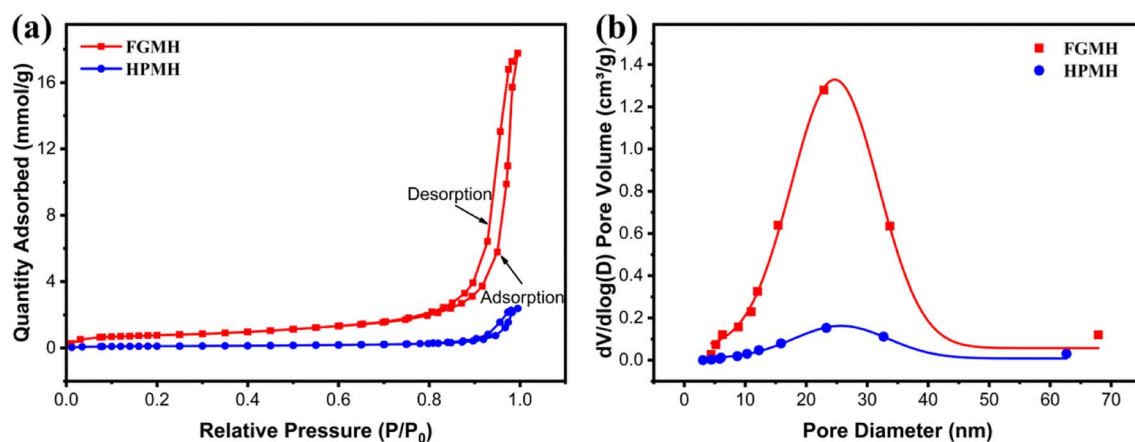 (a)
FGMH
HPMH
Quantity Adsorbed (mmol/g)
16
12
8
4
0
Desorption
Adsorption
0.0 0.2 0.4 0.6 0.8 1.0
Relative Pressure (P/P₀)
(b)
FGMH
HPMH
dV/dlog(D) Pore Volume (cm³/g)
1.4
1.2
1.0
0.8
0.6
0.4
0.2
0.0
0 10 20 30 40 50 60 70
Pore Diameter (nm)